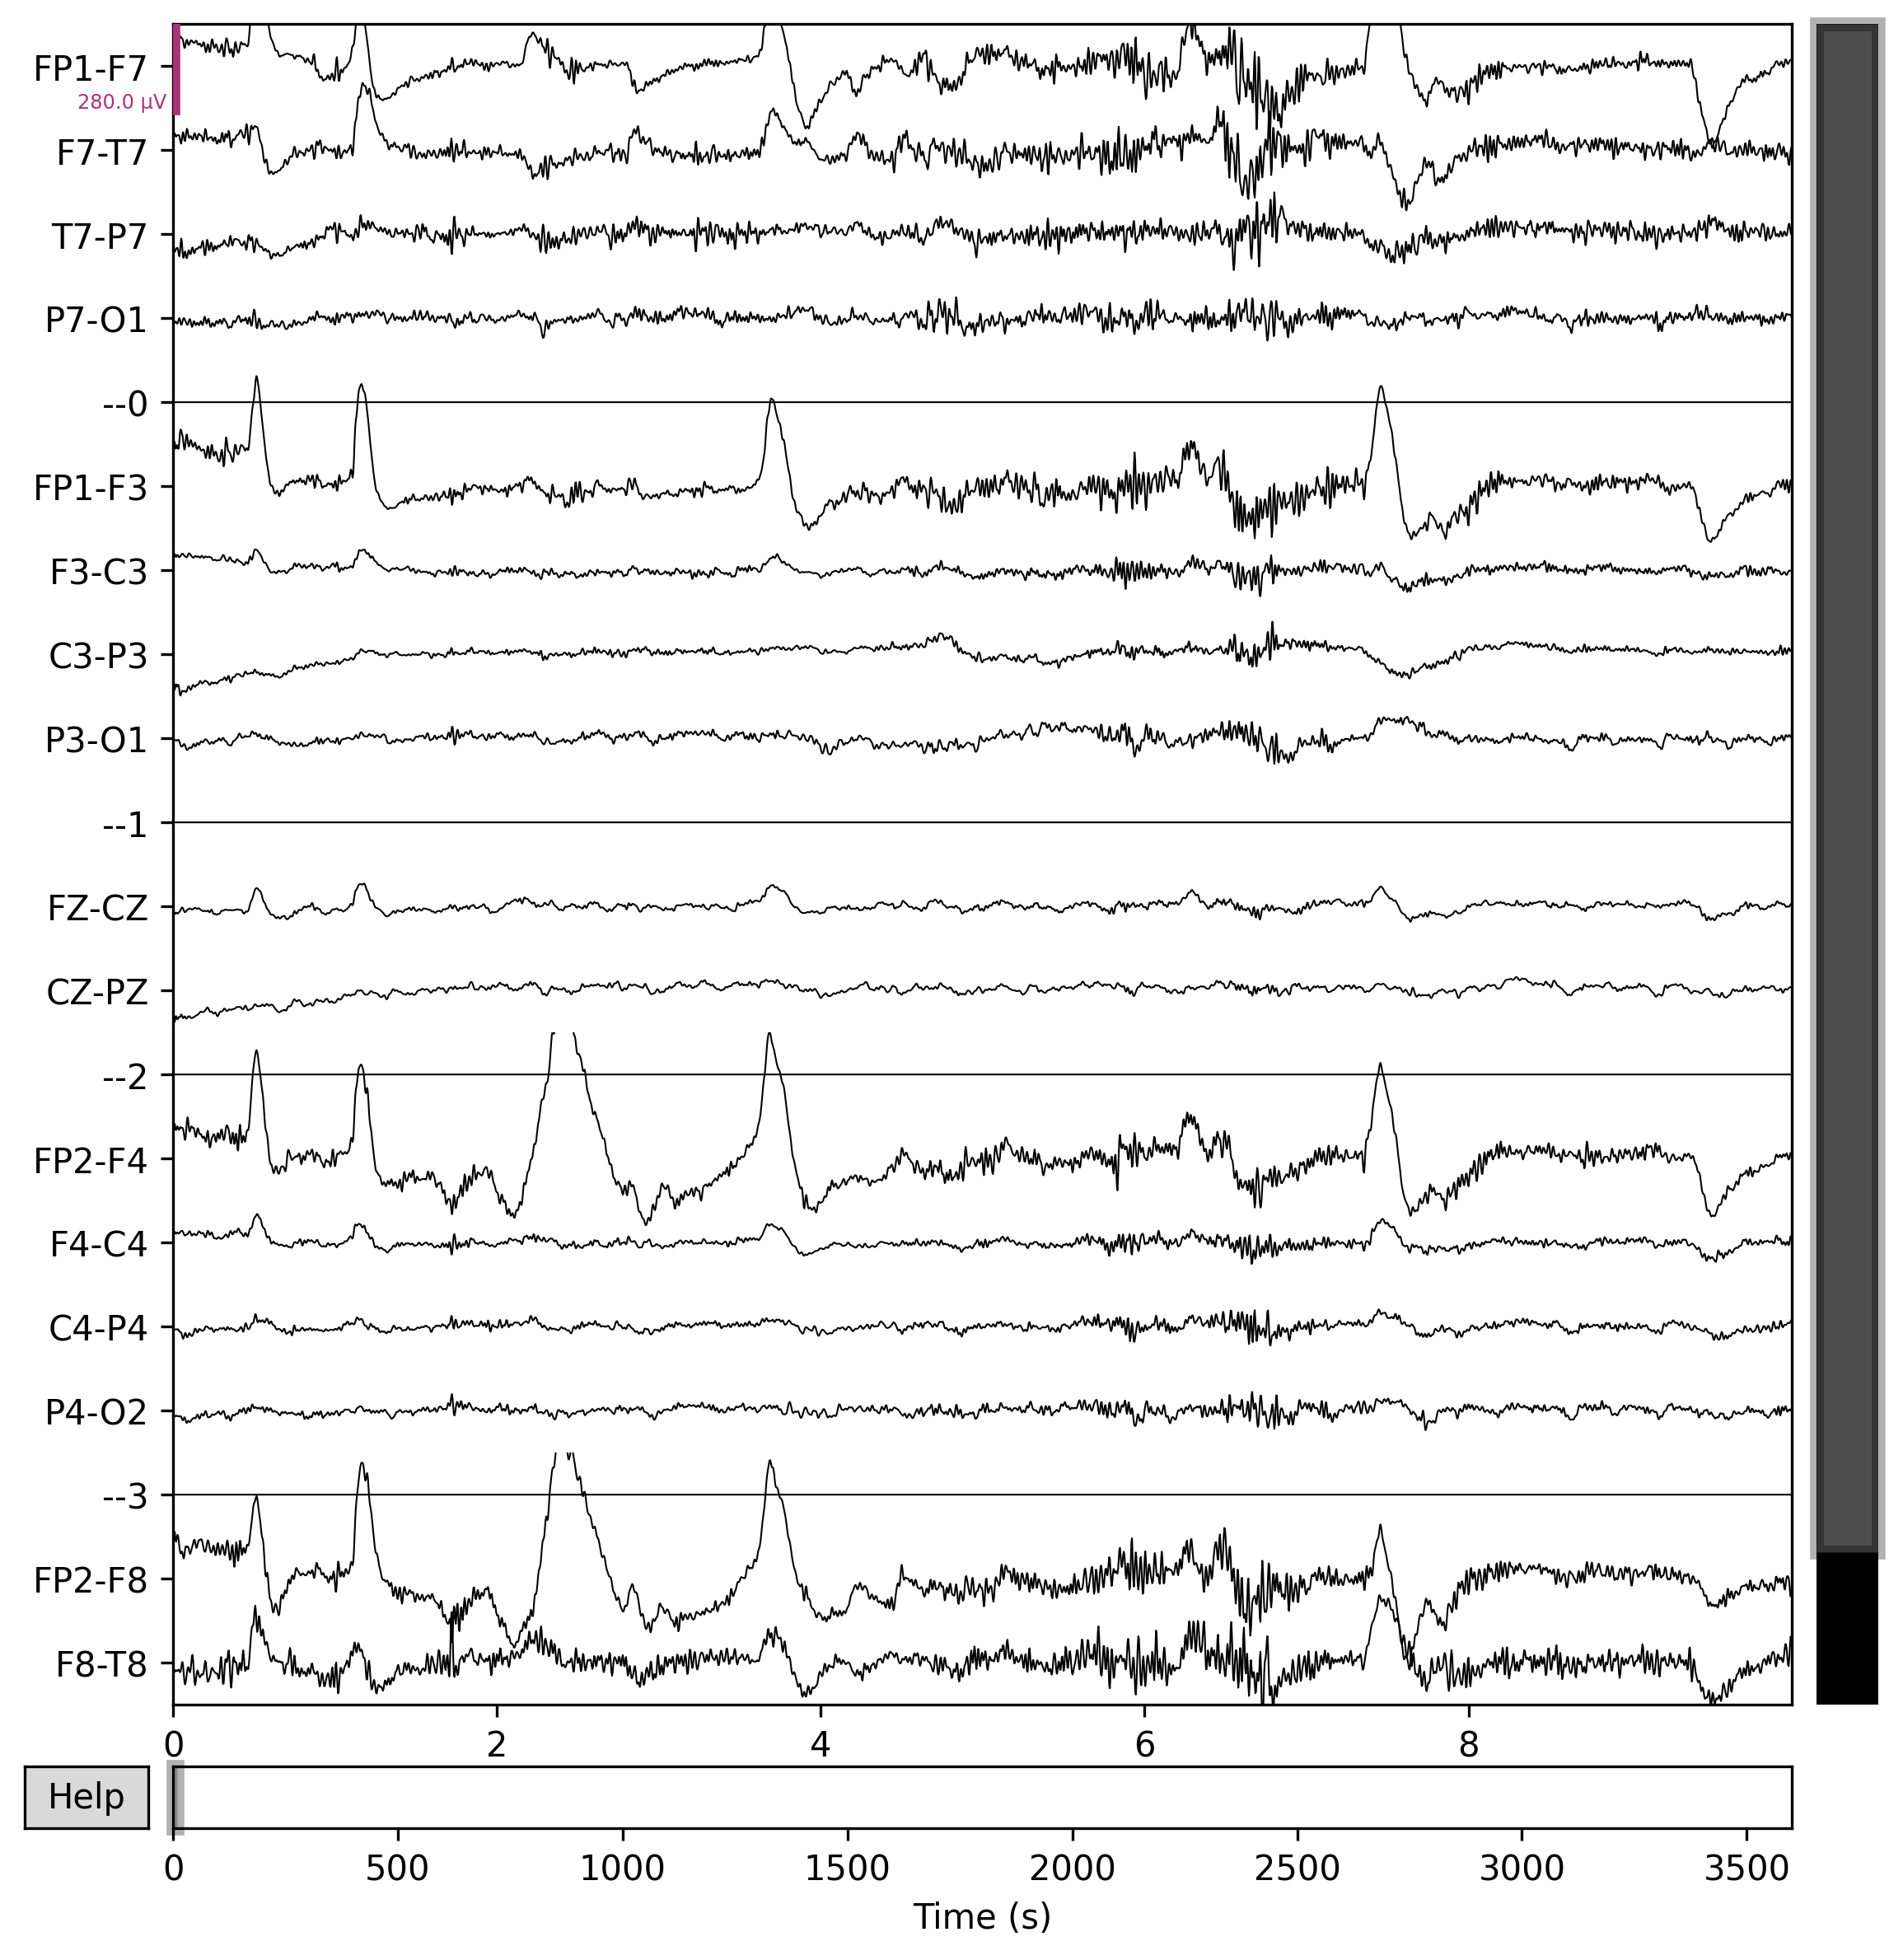 FP1-F7
280.0 µV
F7-T7
T7-P7
P7-O1
--0
FP1-F3
F3-C3
C3-P3
P3-O1
--1
FZ-CZ
CZ-PZ
--2
FP2-F4
F4-C4
C4-P4
P4-O2
--3
FP2-F8
F8-T8
0 2 4 6 8
Help
0 500 1000 1500 2000 2500 3000 3500
Time (s)